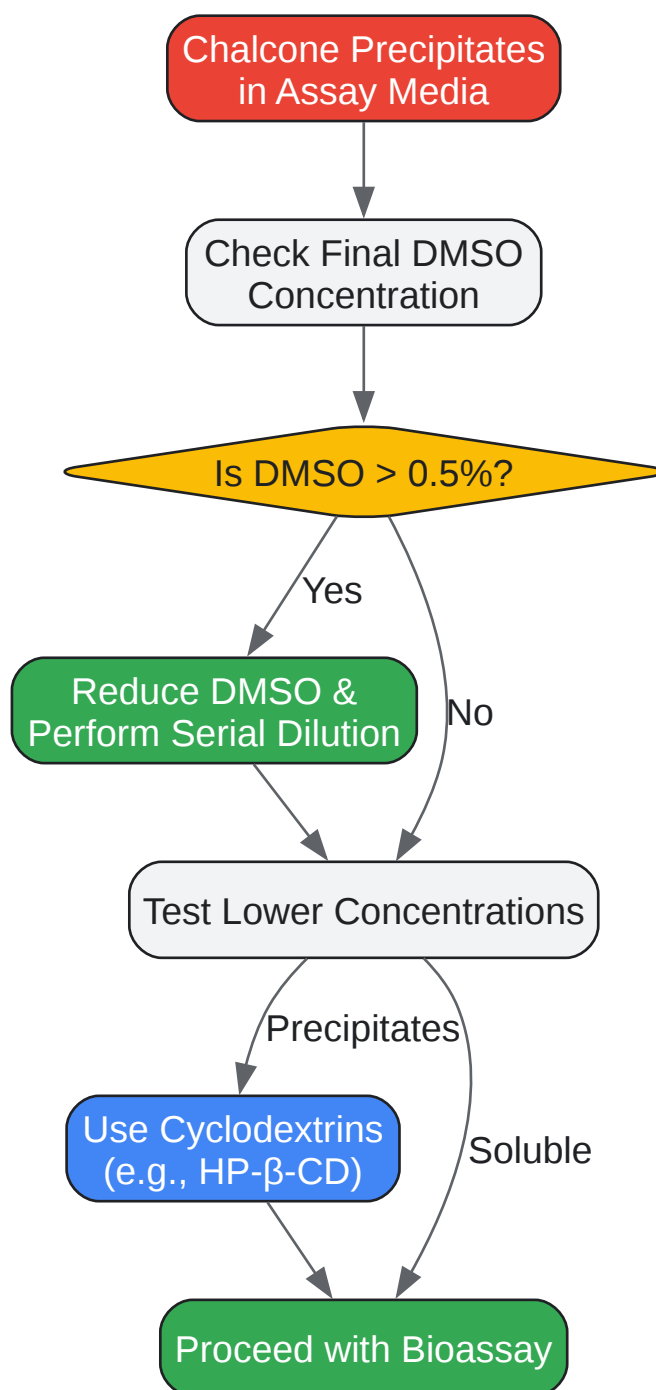 Chalcone Precipitates
in Assay Media
Check Final DMSO
Concentration
Is DMSO > 0.5%?
Yes
Reduce DMSO &
Perform Serial Dilution
No
Test Lower Concentrations
Precipitates
Use Cyclodextrins
(e.g., HP-β-CD)
Soluble
Proceed with Bioassay